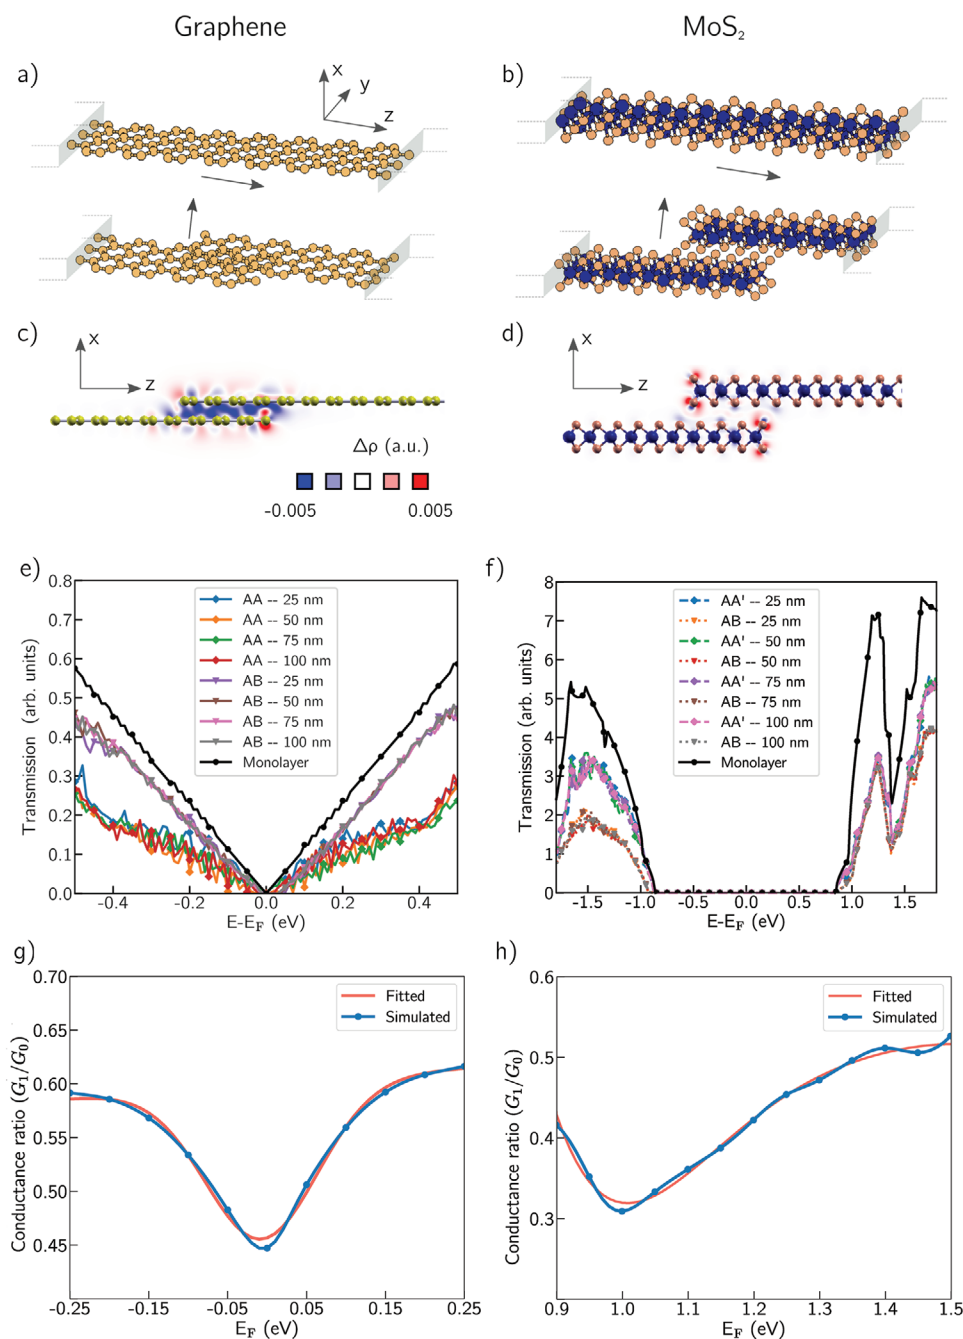 Graphene
MoS₂
a)
x
y
z
b)
c)
x
z
Δρ (a.u.)
-0.005
0.005
d)
x
z
e)
0.8
0.7
0.6
0.5
0.4
0.3
0.2
0.1
0.0
Transmission (arb. units)
AA -- 25 nm
AA -- 50 nm
AA -- 75 nm
AA -- 100 nm
AB -- 25 nm
AB -- 50 nm
AB -- 75 nm
AB -- 100 nm
Monolayer
-0.4
-0.2
0.0
0.2
0.4
E-E_F (eV)
f)
8
7
6
5
4
3
2
1
0
Transmission (arb. units)
AA' -- 25 nm
AB -- 25 nm
AA' -- 50 nm
AB -- 50 nm
AA' -- 75 nm
AB -- 75 nm
AA' -- 100 nm
AB -- 100 nm
Monolayer
-1.5
-1.0
-0.5
0.0
0.5
1.0
1.5
E-E_F (eV)
g)
0.70
0.65
0.60
0.55
0.50
0.45
Conductance ratio (G₁/G₀)
Fitted
Simulated
-0.25
-0.15
-0.05
0.05
0.15
0.25
E_F (eV)
h)
0.6
0.5
0.4
0.3
Conductance ratio (G₁/G₀)
Fitted
Simulated
0.9
1.0
1.1
1.2
1.3
1.4
1.5
E_F (eV)